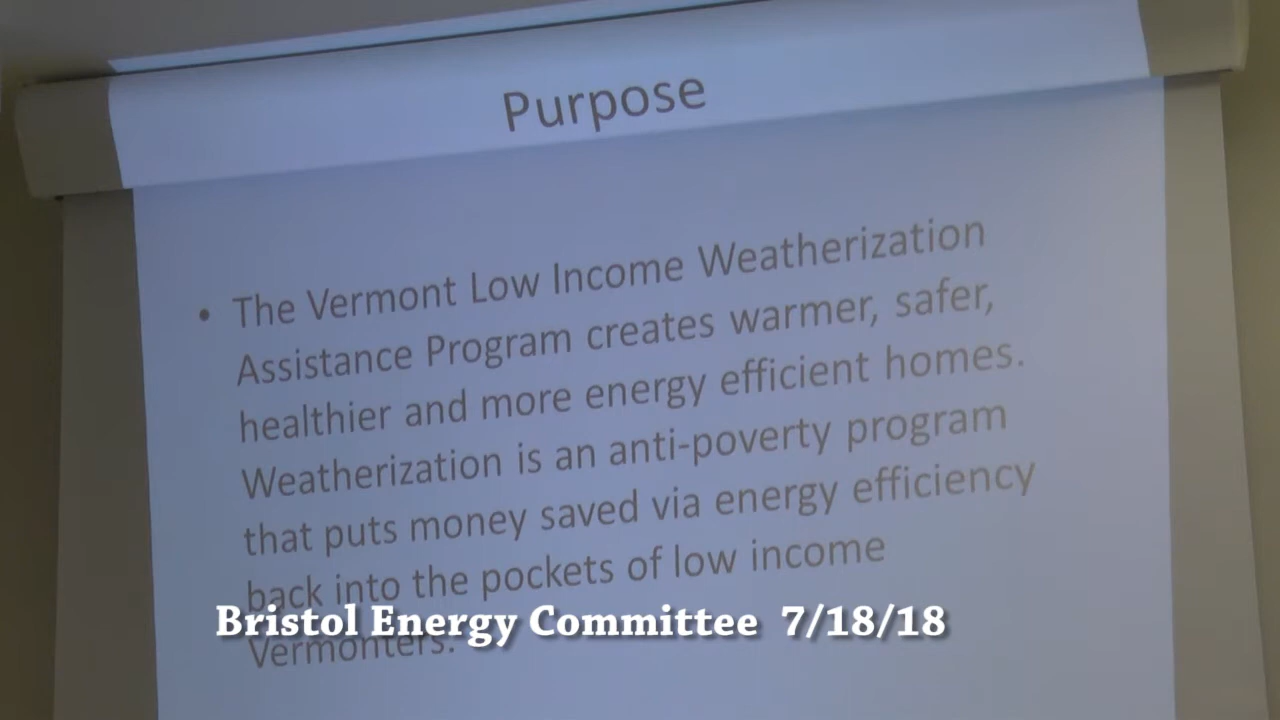 Purpose
• The Vermont Low Income Weatherization
Assistance Program creates warmer, safer,
healthier and more energy efficient homes.
Weatherization is an anti-poverty program
that puts money saved via energy efficiency
back into the pockets of low income
Bristol Energy Committee 7/18/18
Vermonters.